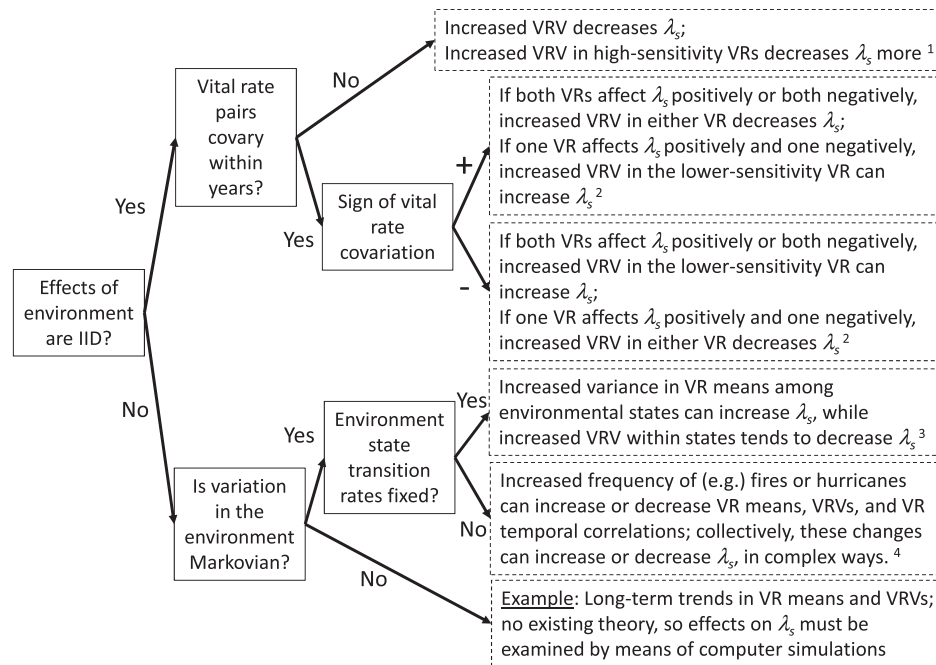 Increased VRV decreases λs;
Increased VRV in high-sensitivity VRs decreases λs more 1
Vital rate
pairs
covary
within
years?
No
If both VRs affect λs positively or both negatively,
increased VRV in either VR decreases λs;
If one VR affects λs positively and one negatively,
increased VRV in the lower-sensitivity VR can
increase λs 2
+
Yes
Yes
Sign of vital
rate
covariation
-
If both VRs affect λs positively or both negatively,
increased VRV in the lower-sensitivity VR can
increase λs;
If one VR affects λs positively and one negatively,
increased VRV in either VR decreases λs 2
Effects of
environment
are IID?
No
Yes
Environment
state
transition
rates fixed?
Yes
Increased variance in VR means among
environmental states can increase λs, while
increased VRV within states tends to decrease λs 3
Is variation
in the
environment
Markovian?
No
Increased frequency of (e.g.) fires or hurricanes
can increase or decrease VR means, VRVs, and VR
temporal correlations; collectively, these changes
can increase or decrease λs, in complex ways. 4
No
Example: Long-term trends in VR means and VRVs;
no existing theory, so effects on λs must be
examined by means of computer simulations